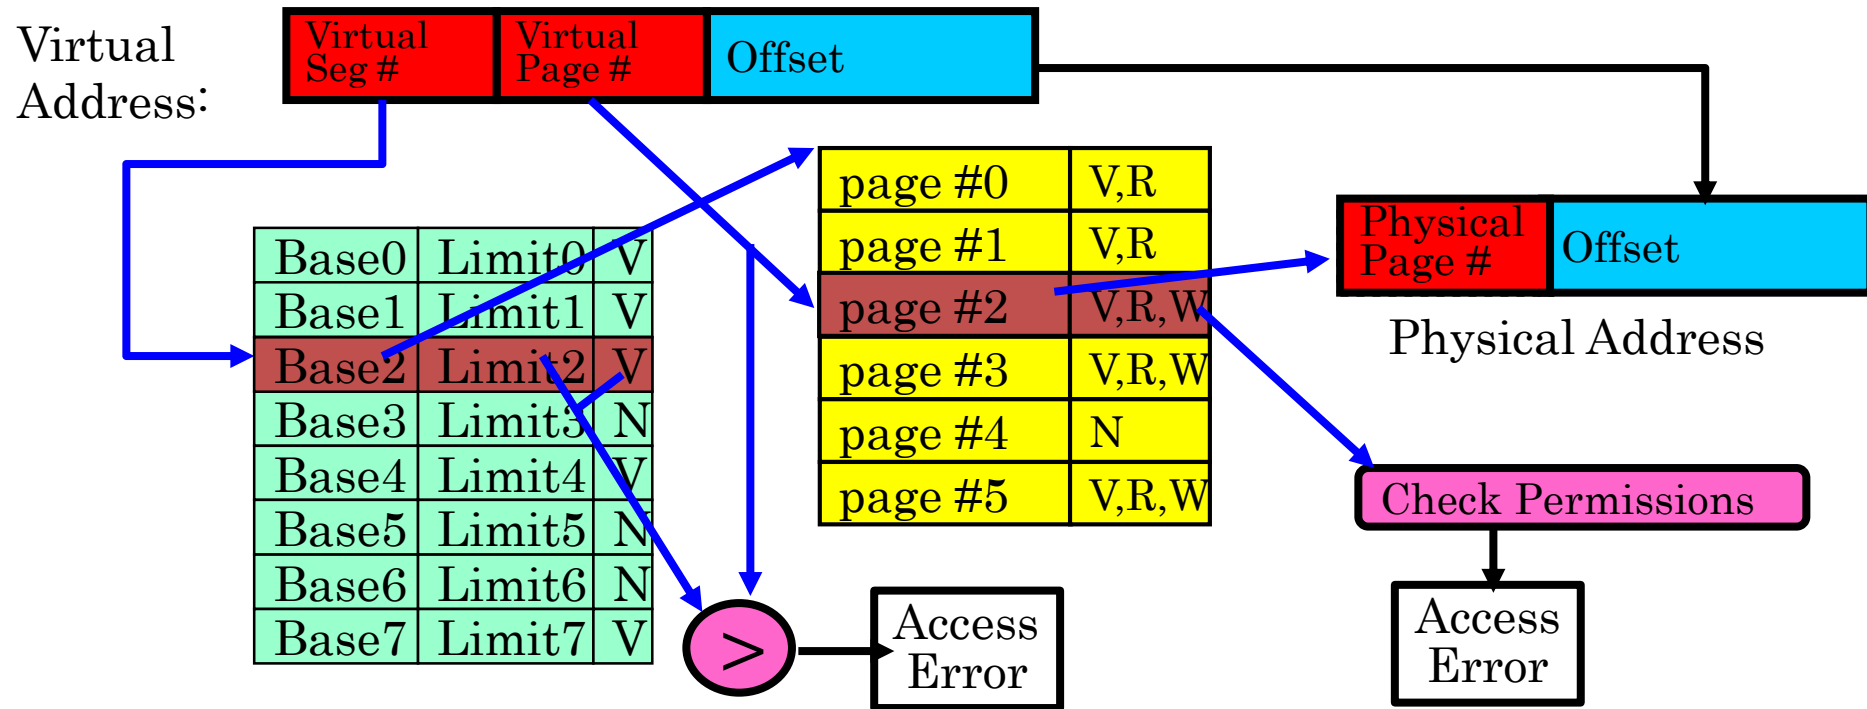 Virtual
Address:
Virtual
Seg #
Virtual
Page #
Offset
Base0 Limit0 V
Base1 Limit1 V
Base2 Limit2 V
Base3 Limit3 N
Base4 Limit4 V
Base5 Limit5 N
Base6 Limit6 N
Base7 Limit7 V
page #0 V,R
page #1 V,R
page #2 V,R,W
page #3 V,R,W
page #4 N
page #5 V,R,W
Physical
Page #
Offset
Physical Address
Check Permissions
>
Access
Error
Access
Error